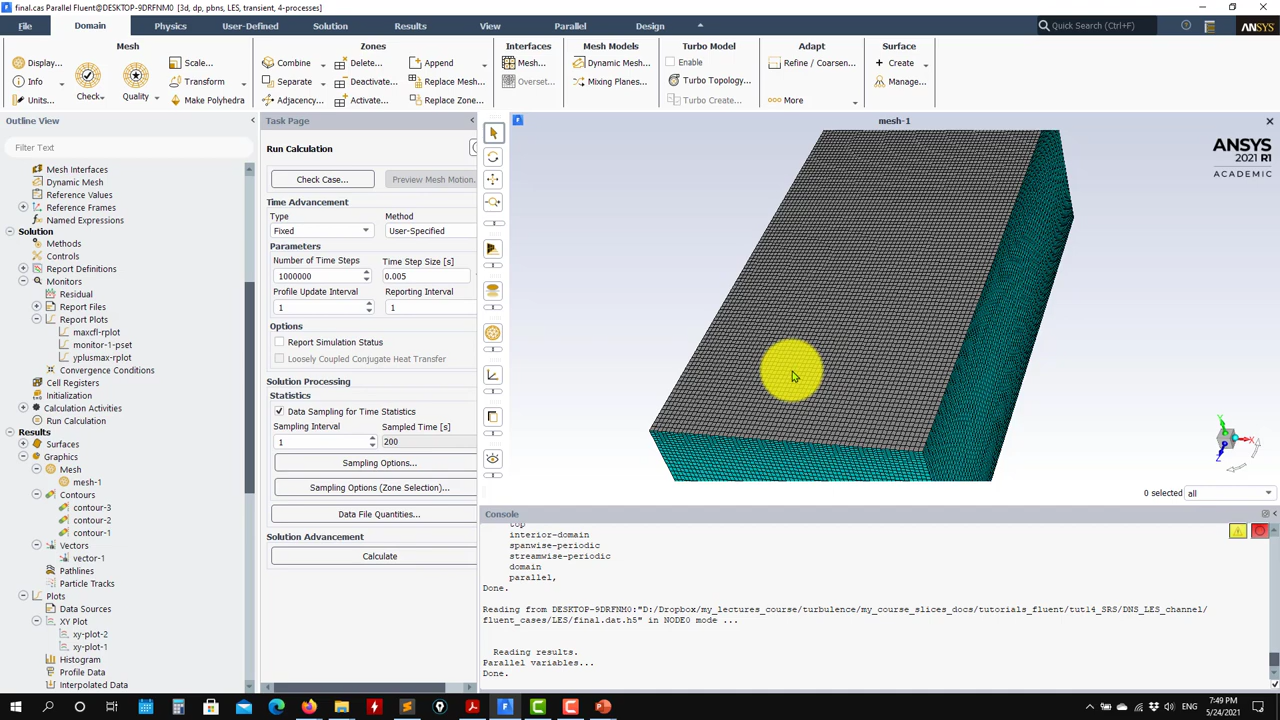 final.cas Parallel Fluent@DESKTOP-9DRFNM0 [3d, dp, pbns, LES, transient, 4-processes]
File Domain Physics User-Defined Solution Results View Parallel Design Quick Search (Ctrl+F) ANSYS
Mesh Zones Interfaces Mesh Models Turbo Model Adapt Surface
Display... Scale... Combine Delete... Append Mesh... Dynamic Mesh... Enable Refine / Coarsen... Create
Info Transform Separate Deactivate... Replace Mesh... Overset... Mixing Planes... Turbo Topology... Manage...
Units... Check Quality Make Polyhedra Adjacency... Activate... Replace Zone... Turbo Create... More
Outline View Task Page mesh-1
Filter Text
Run Calculation
ANSYS
2021 R1
ACADEMIC
Mesh Interfaces
Dynamic Mesh
Reference Values
Reference Frames
Named Expressions
Solution
Methods
Controls
Report Definitions
Monitors
Residual
Report Files
Report Plots
maxcfl-rplot
monitor-1-pset
yplusmax-plot
Convergence Conditions
Cell Registers
Initialization
Calculation Activities
Run Calculation
Results
Surfaces
Graphics
Mesh
mesh-1
Contours
contour-3
contour-2
contour-1
Vectors
vector-1
Pathlines
Particle Tracks
Plots
Data Sources
XY Plot
xy-plot-2
xy-plot-1
Histogram
Profile Data
Interpolated Data
Check Case... Preview Mesh Motion...
Time Advancement
Type Method
Fixed User-Specified
Parameters
Number of Time Steps Time Step Size [s]
1000000 0.005
Profile Update Interval Reporting Interval
1 1
Options
Report Simulation Status
Loosely Coupled Conjugate Heat Transfer
Solution Processing
Statistics
Data Sampling for Time Statistics
Sampling Interval Sampled Time [s]
1 200
Sampling Options...
Sampling Options (Zone Selection)...
Data File Quantities...
Solution Advancement
Calculate
Y
X
Z
0 selected all
Console
top
interior-domain
spanwise-periodic
streamwise-periodic
domain
parallel,
Done.
Reading from DESKTOP-9DRFNM0:"D:/Dropbox/my_lectures_course/turbulence/my_course_slices_docs/tutorials_fluent/tut14_SRS/DNS_LES_channel/
fluent_cases/LES/final.dat.h5" in NODE0 mode ...
Reading results.
Parallel variables...
Done.
7:49 PM
ENG
5/24/2021